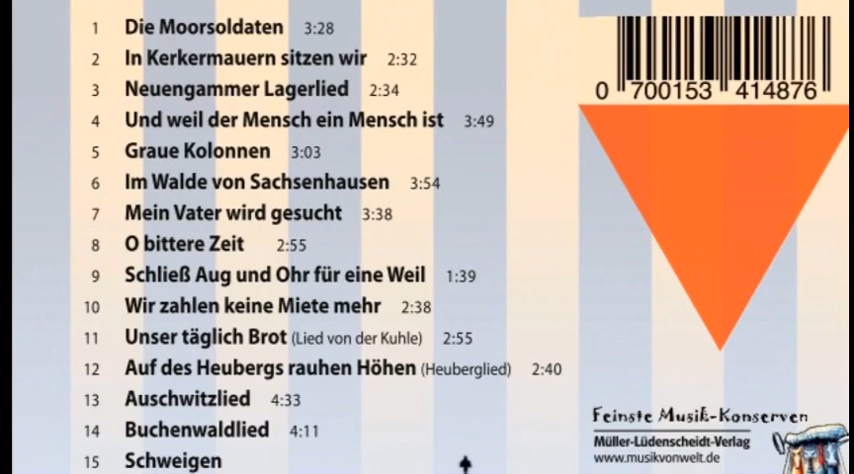 1 Die Moorsoldaten 3:28
2 In Kerkermauern sitzen wir 2:32
3 Neuengammer Lagerlied 2:34
4 Und weil der Mensch ein Mensch ist 3:49
5 Graue Kolonnen 3:03
6 Im Walde von Sachsenhausen 3:54
7 Mein Vater wird gesucht 3:38
8 O bittere Zeit 2:55
9 Schließ Aug und Ohr für eine Weil 1:39
10 Wir zahlen keine Miete mehr 2:38
11 Unser täglich Brot (Lied von der Kuhle) 2:55
12 Auf des Heubergs rauhen Höhen (Heuberglied) 2:40
13 Auschwitzlied 4:33
14 Buchenwaldlied 4:11
15 Schweigen
0 700153 414876
Feinste Musik-Konserven
Müller-Lüdenscheidt-Verlag
www.musikvonwelt.de